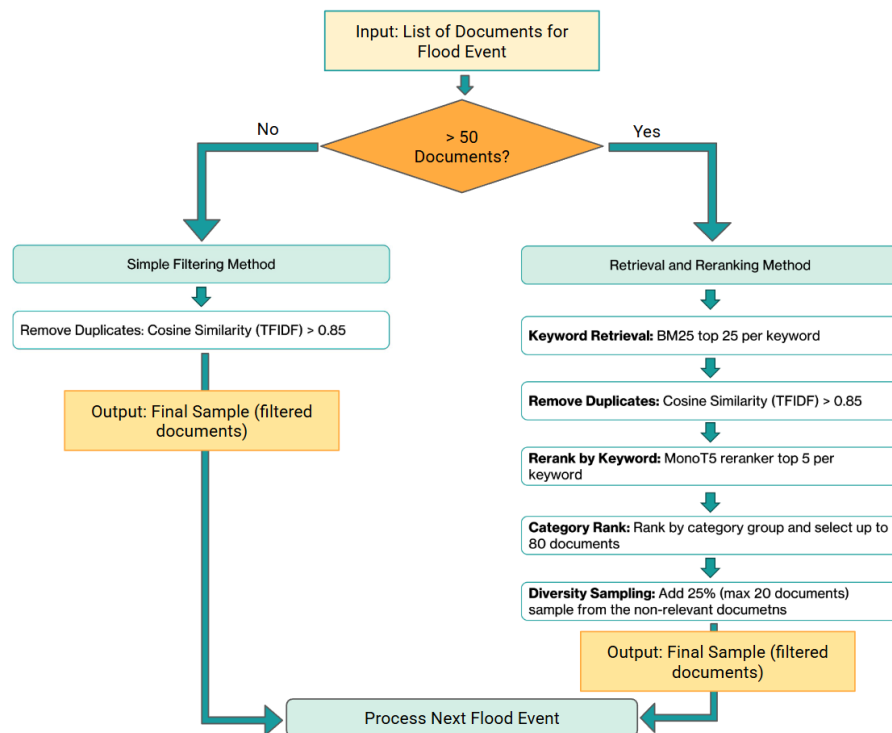 Input: List of Documents for
Flood Event
> 50
Documents?
No
Yes
Simple Filtering Method
Remove Duplicates: Cosine Similarity (TFIDF) > 0.85
Output: Final Sample (filtered
documents)
Retrieval and Reranking Method
Keyword Retrieval: BM25 top 25 per keyword
Remove Duplicates: Cosine Similarity (TFIDF) > 0.85
Rerank by Keyword: MonoT5 reranker top 5 per
keyword
Category Rank: Rank by category group and select up to
80 documents
Diversity Sampling: Add 25% (max 20 documents)
sample from the non-relevant documetns
Output: Final Sample (filtered
documents)
Process Next Flood Event